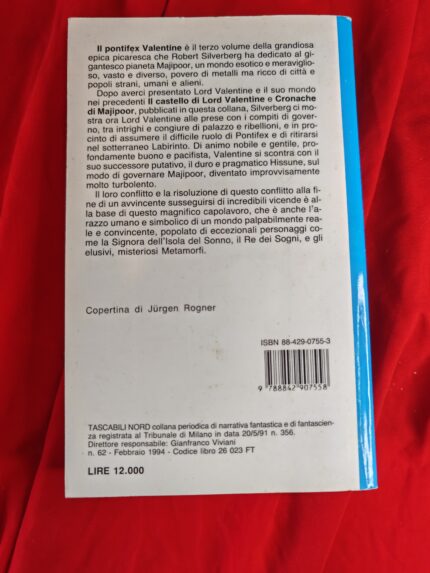 Il pontifex Valentine è il terzo volume della grandiosa
epica picaresca che Robert Silverberg ha dedicato al gi-
gantesco pianeta Majipoor, un mondo esotico e meraviglio-
so, vasto e diverso, povero di metalli ma ricco di città e
popoli strani, umani e alieni.
Dopo averci presentato Lord Valentine e il suo mondo
nei precedenti Il castello di Lord Valentine e Cronache
di Majipoor, pubblicati in questa collana, Silverberg ci mo-
stra ora Lord Valentine alle prese con i compiti di gover-
no, tra intrighi e congiure di palazzo e ribellioni, e in pro-
cinto di assumere il difficile ruolo di Pontifex e di ritirarsi
nel sotterraneo Labirinto. Di animo nobile e gentile, pro-
fondamente buono e pacifista, Valentine si scontra con il
suo successore putativo, il duro e pragmatico Hissune, sul
modo di governare Majipoor, diventato improvvisamente
molto turbolento.
Il loro conflitto e la risoluzione di questo conflitto alla fi-
ne di un avvincente susseguirsi di incredibili vicende è al-
la base di questo magnifico capolavoro, che è anche l'a-
razzo umano e simbolico di un mondo palpabilmente rea-
le e convincente, popolato di eccezionali personaggi co-
me la Signora dell'Isola del Sonno, il Re dei Sogni, e gli
elusivi, misteriosi Metamorfi.
Copertina di Jürgen Rogner
ISBN 88-429-0755-3
9 788842 907558
TASCABILI NORD collana periodica di narrativa fantastica e di fantascien-
za registrata al Tribunale di Milano in data 20/5/91 n. 356.
Direttore responsabile: Gianfranco Viviani
n. 62 - Febbraio 1994 - Codice libro 26 023 FT
LIRE 12.000